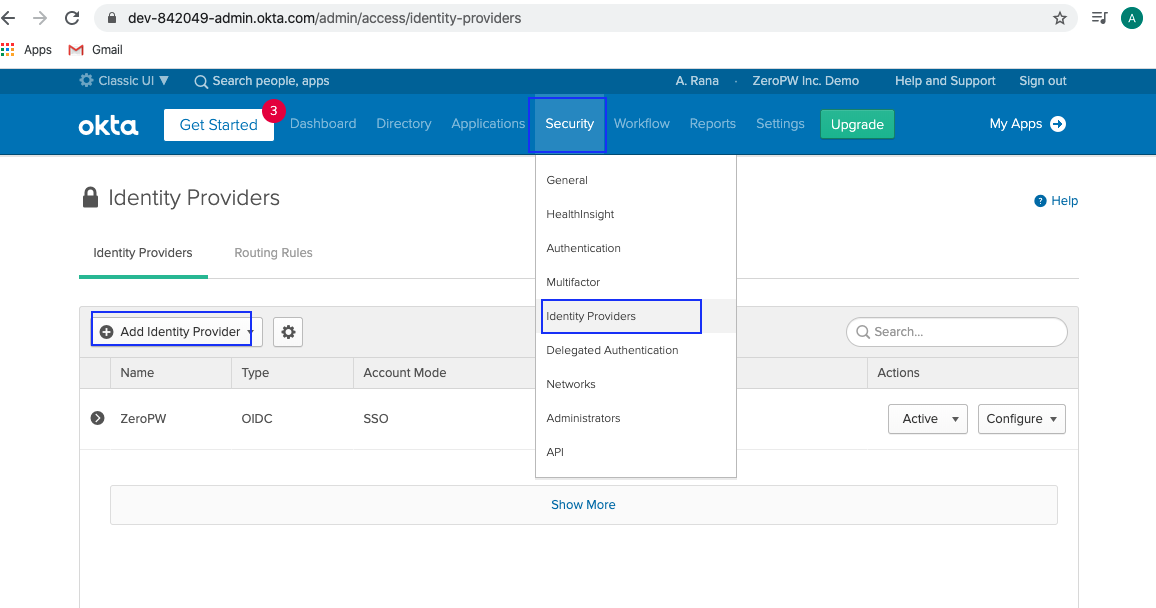 dev-842049-admin.okta.com/admin/access/identity-providers
A
Apps Gmail
Classic UI Search people, apps A. Rana · ZeroPW Inc. Demo Help and Support Sign out
okta Get Started 3 Dashboard Directory Applications Security Workflow Reports Settings Upgrade My Apps
General
Identity Providers
Help
HealthInsight
Identity Providers Routing Rules
Authentication
Multifactor
Identity Providers
Add Identity Provider
Search...
Delegated Authentication
Name Type Account Mode Actions
Networks
ZeroPW OIDC SSO Active Configure
Administrators
API
Show More